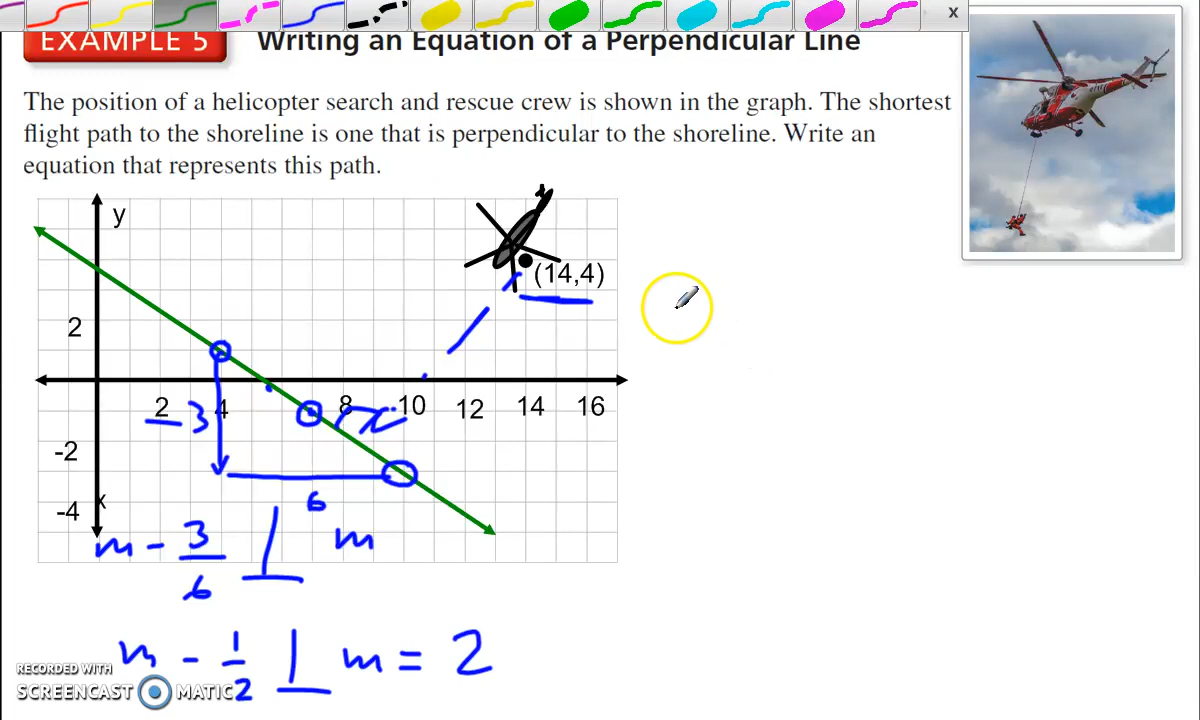 EXAMPLE 5 Writing an Equation of a Perpendicular Line
The position of a helicopter search and rescue crew is shown in the graph. The shortest
flight path to the shoreline is one that is perpendicular to the shoreline. Write an
equation that represents this path.
y
(14,4)
2
2 4 8 10 12 14 16
-3
-2
-4
x
6
m - 3/6 ⊥ m
m - 1/2 ⊥ m = 2
RECORDED WITH
SCREENCAST MATIC
x